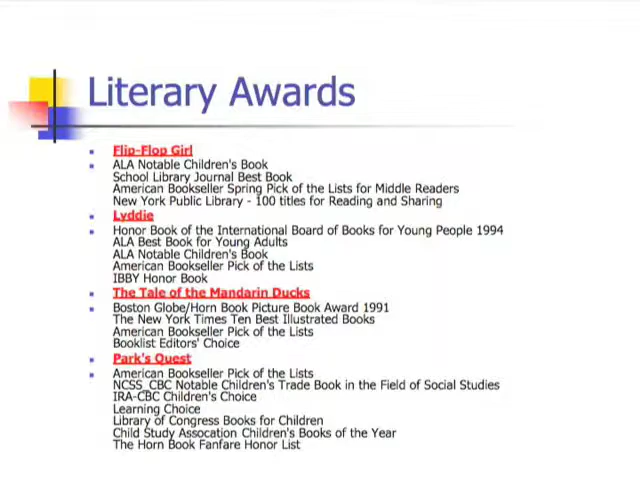 Literary Awards
Flip-Flop Girl
ALA Notable Children's Book
School Library Journal Best Book
American Bookseller Spring Pick of the Lists for Middle Readers
New York Public Library - 100 titles for Reading and Sharing
Lyddie
Honor Book of the International Board of Books for Young People 1994
ALA Best Book for Young Adults
ALA Notable Children's Book
American Bookseller Pick of the Lists
IBBY Honor Book
The Tale of the Mandarin Ducks
Boston Globe/Horn Book Picture Book Award 1991
The New York Times Ten Best Illustrated Books
American Bookseller Pick of the Lists
Booklist Editors' Choice
Park's Quest
American Bookseller Pick of the Lists
NCSS_CBC Notable Children's Trade Book in the Field of Social Studies
IRA-CBC Children's Choice
Learning Choice
Library of Congress Books for Children
Child Study Assocation Children's Books of the Year
The Horn Book Fanfare Honor List